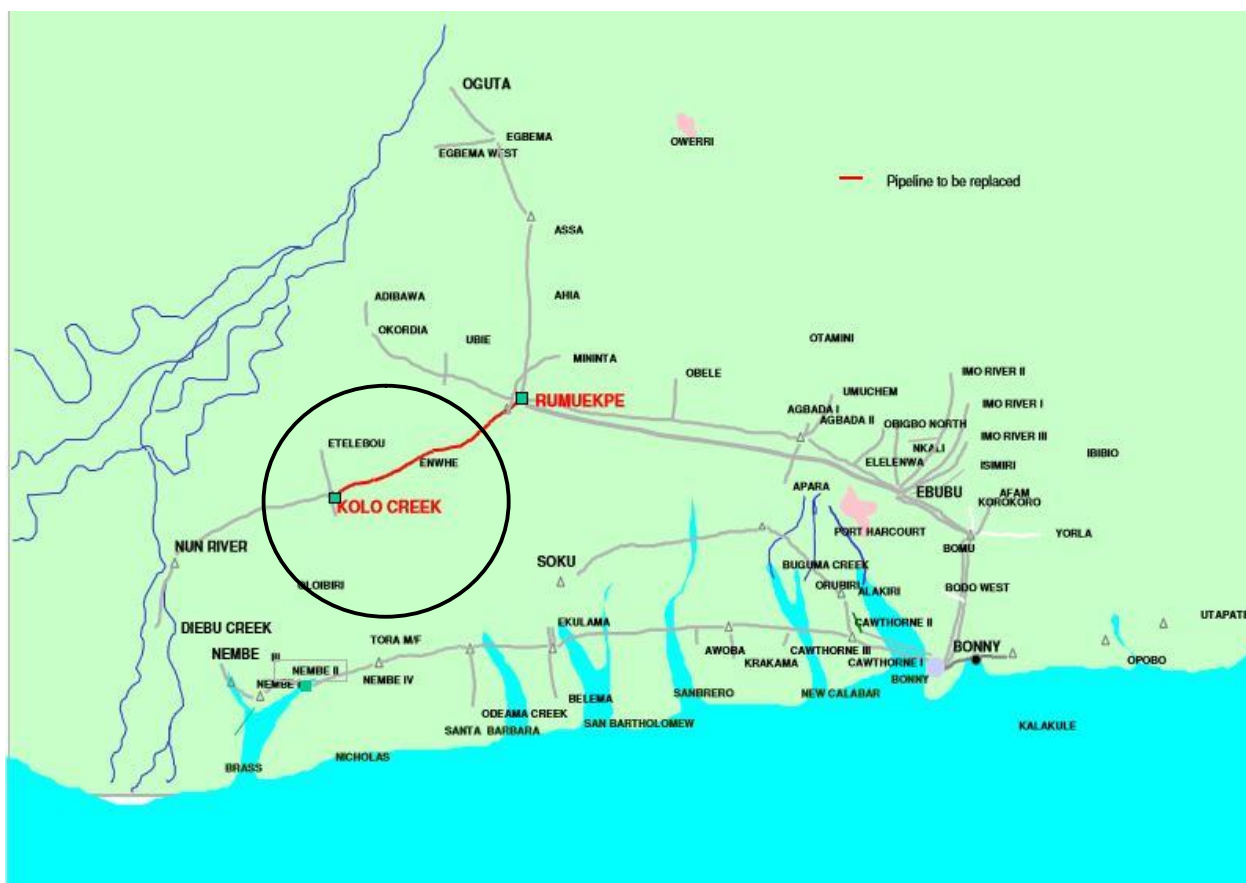 OGUTA
EGBEMA
EGBEMA WEST
OWERRI
Pipeline to be replaced
ASSA
AHIA
ADIBAWA
OKORDIA
UBIE
OTAMINI
MININTA
OBELE
IMO RIVER II
UMUCHEM
RUMUEKPE
AGBADA I
AGBADA II
IMO RIVER I
OBIGBO NORTH
ETELEBOU
NKALI
IMO RIVER III
IBIBIO
ENWHE
ELELENWA
ISIMIRI
APARA
EBUBU
AFAM
KOROKORO
KOLO CREEK
PORT HARCOURT
YORLA
NUN RIVER
BOMU
SOKU
BUGUMA CREEK
OLOIBIRI
ORUBIRI
ALAKIRI
BODO WEST
UTAPATE
DIEBU CREEK
EKULAMA
CAWTHORNE II
TORA M/F
NEMBE III
AWOBA
CAWTHORNE III
BONNY
OPOBO
NEMBE II
KRAKAMA
CAWTHORNE I
NEMBE I
NEMBE IV
BONNY
BELEMA
SANBRERO
NEW CALABAR
ODEAMA CREEK
SAN BARTHOLOMEW
SANTA BARBARA
KALAKULE
NICHOLAS
BRASS